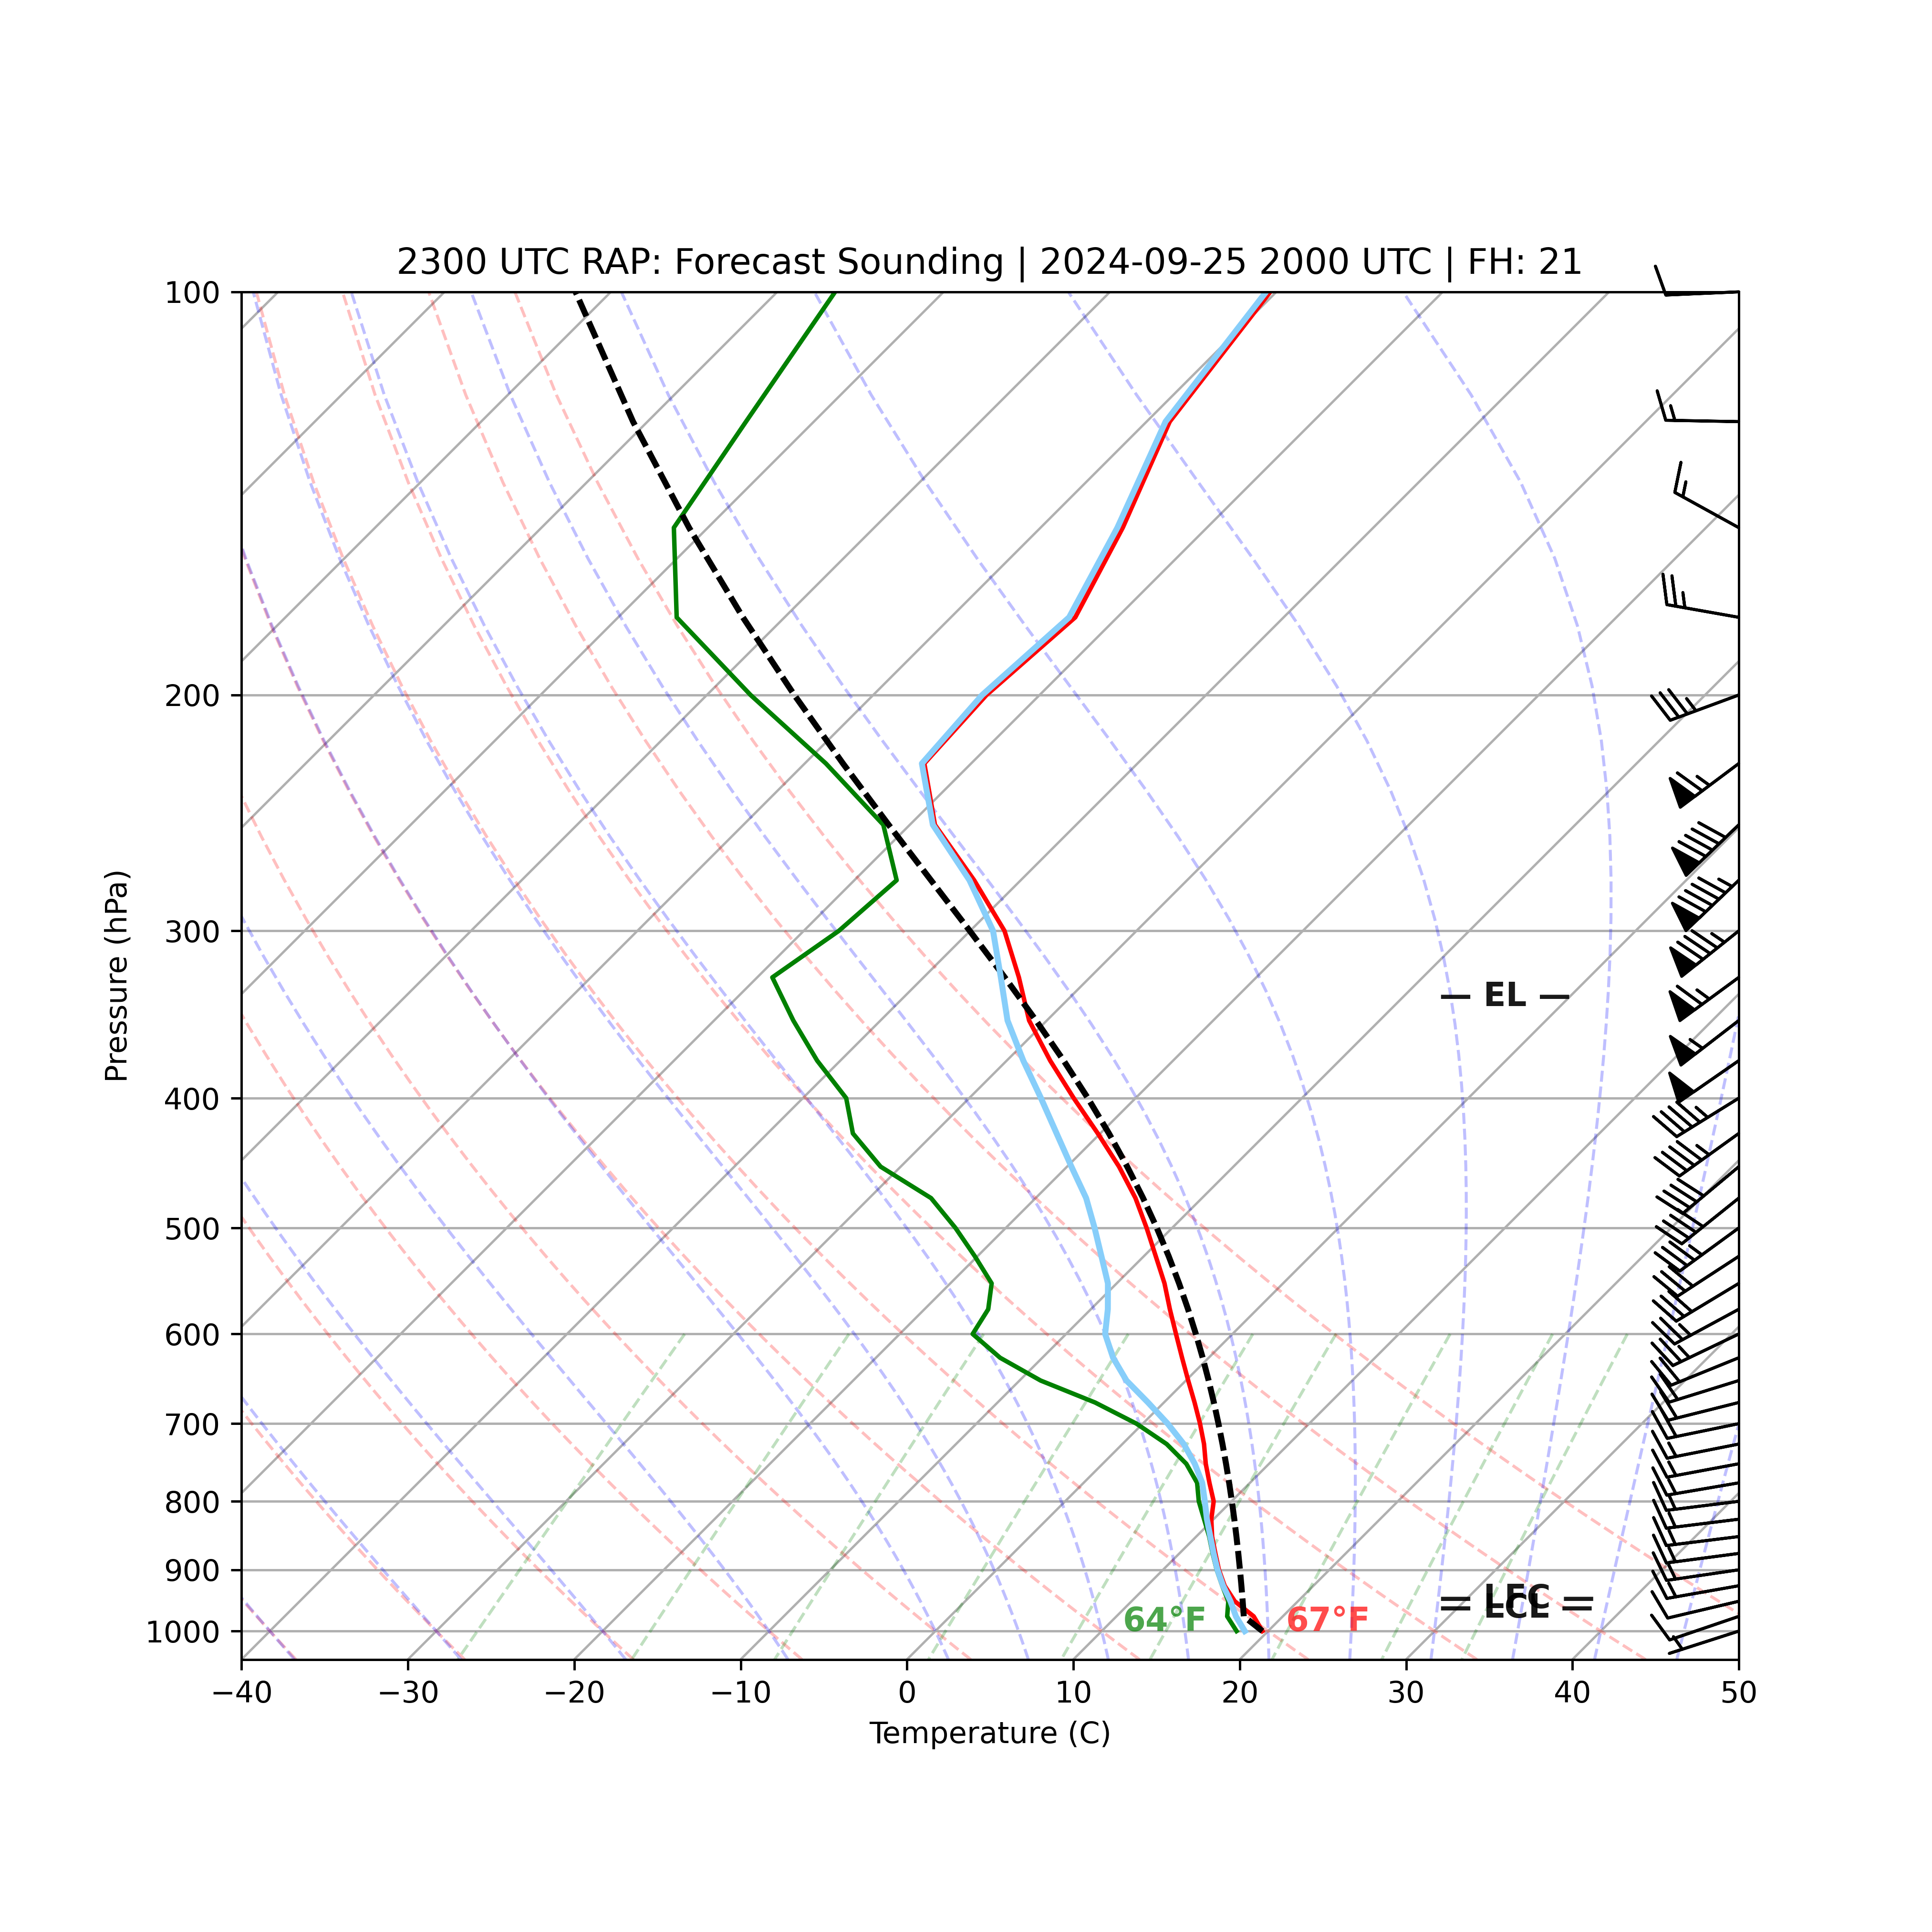 2300 UTC RAP: Forecast Sounding | 2024-09-25 2000 UTC | FH: 21
100
200
300
400
500
600
700
800
900
1000
Pressure (hPa)
— EL —
— LFC —
— LCL —
64°F
67°F
−40
−30
−20
−10
0
10
20
30
40
50
Temperature (C)